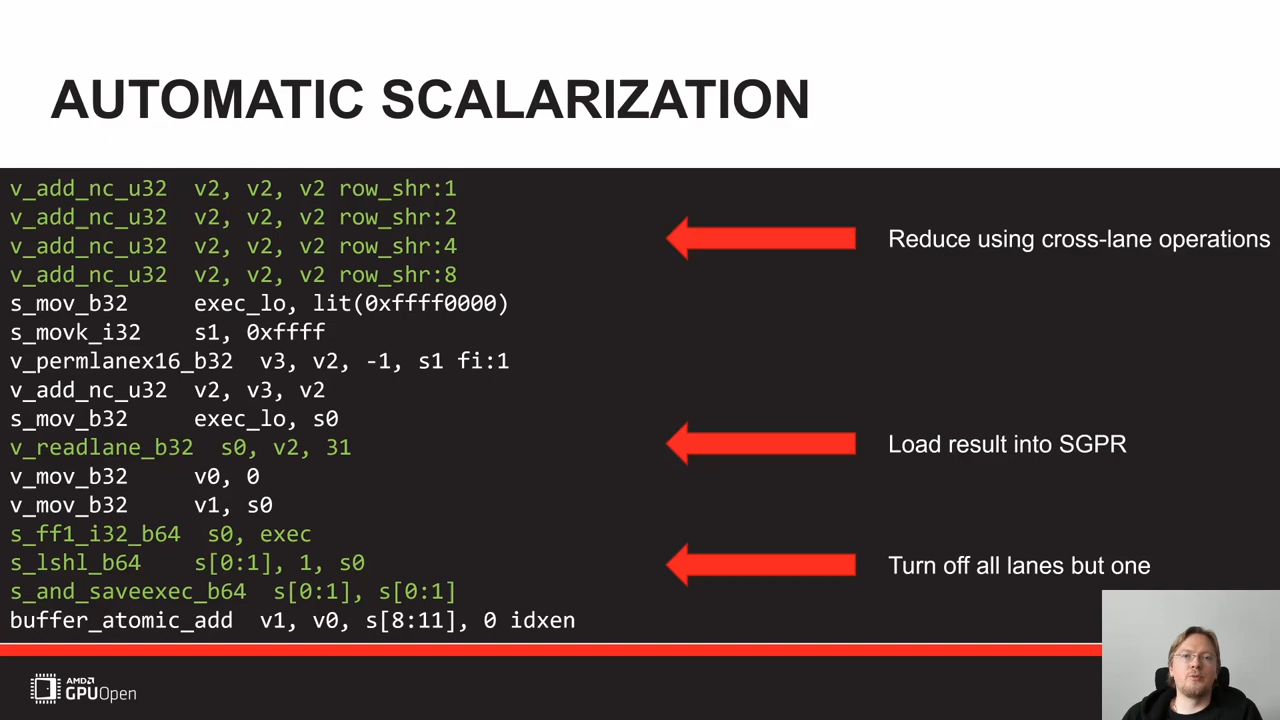 AUTOMATIC SCALARIZATION
v_add_nc_u32 v2, v2, v2 row_shr:1
v_add_nc_u32 v2, v2, v2 row_shr:2
v_add_nc_u32 v2, v2, v2 row_shr:4
v_add_nc_u32 v2, v2, v2 row_shr:8
s_mov_b32 exec_lo, lit(0xffff0000)
s_movk_i32 s1, 0xffff
v_permlanex16_b32 v3, v2, -1, s1 fi:1
v_add_nc_u32 v2, v3, v2
s_mov_b32 exec_lo, s0
v_readlane_b32 s0, v2, 31
v_mov_b32 v0, 0
v_mov_b32 v1, s0
s_ff1_i32_b64 s0, exec
s_lshl_b64 s[0:1], 1, s0
s_and_saveexec_b64 s[0:1], s[0:1]
buffer_atomic_add v1, v0, s[8:11], 0 idxen
Reduce using cross-lane operations
Load result into SGPR
Turn off all lanes but one
AMD
GPUOpen